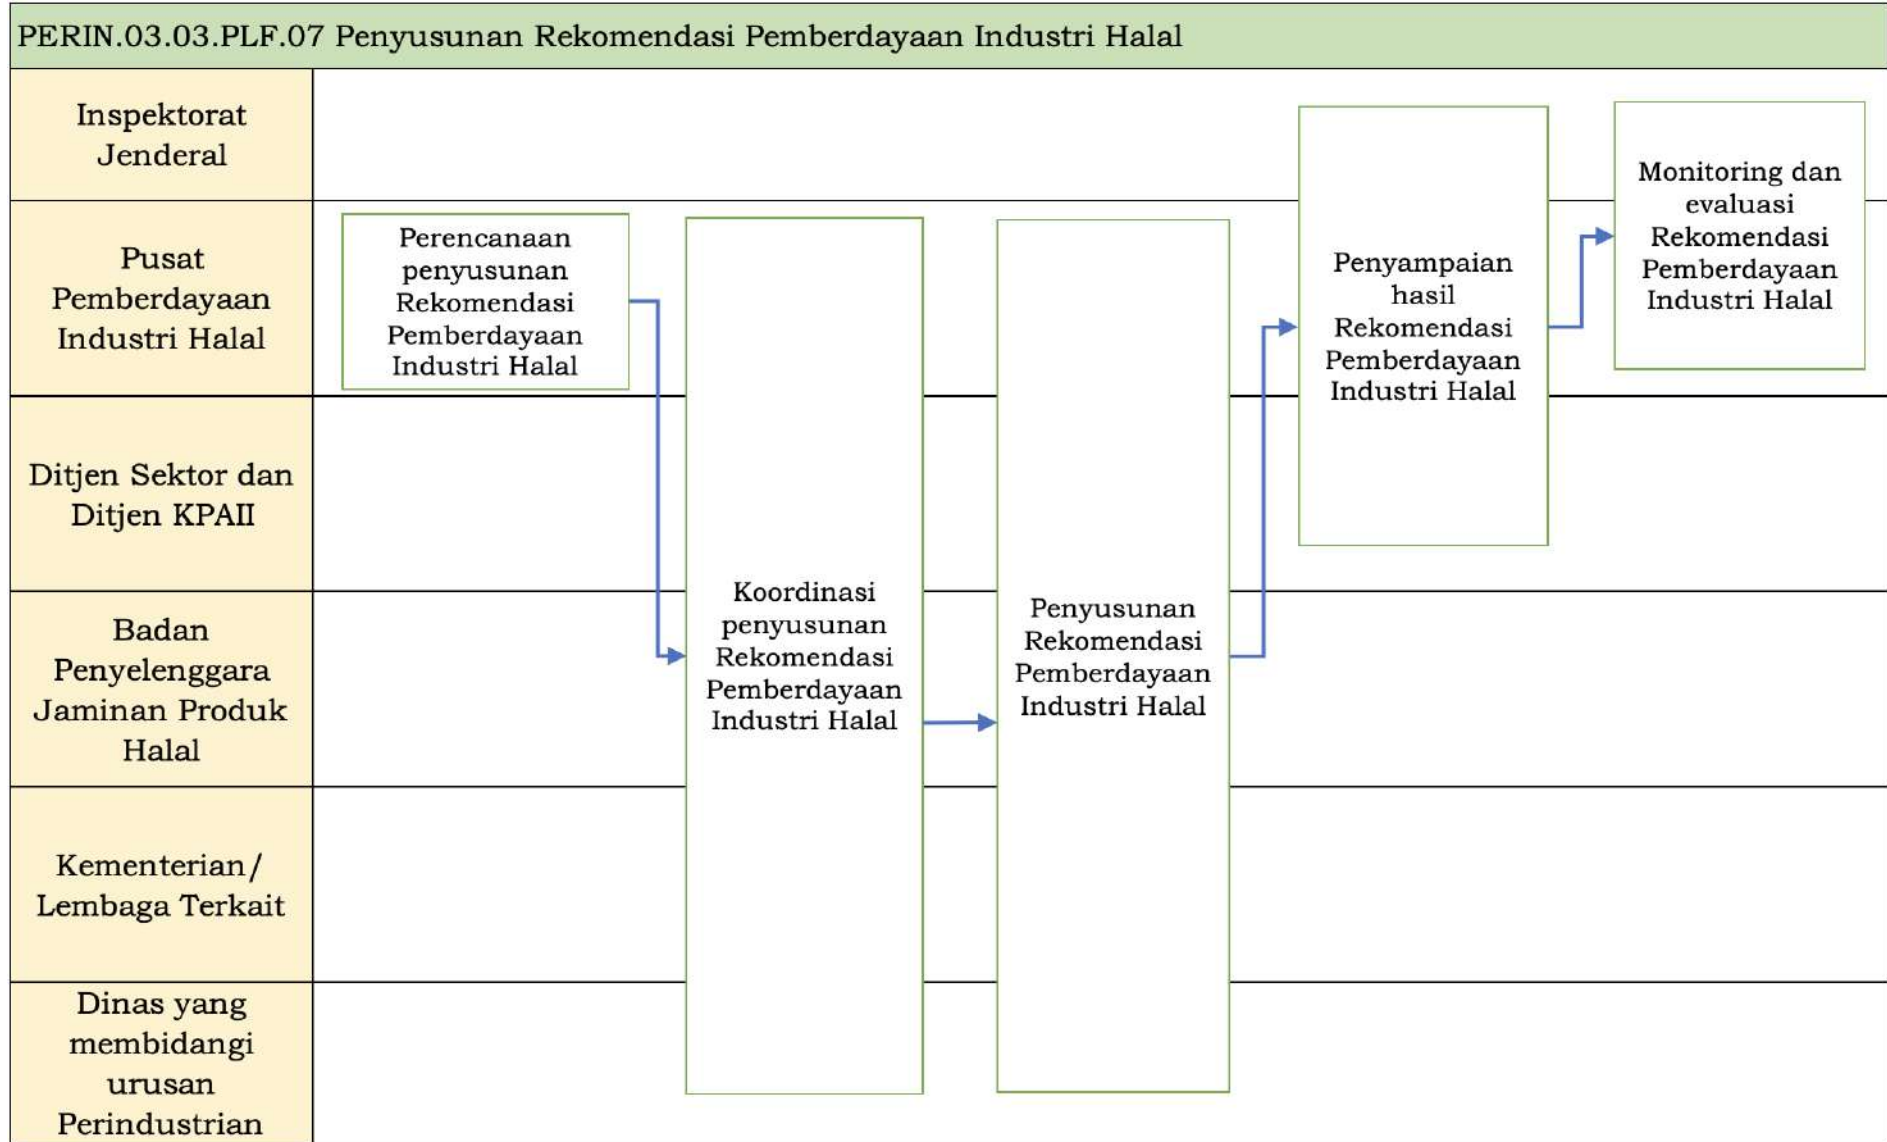 PERIN.03.03.PLF.07 Penyusunan Rekomendasi Pemberdayaan Industri Halal
Inspektorat
Jenderal
Pusat
Pemberdayaan
Industri Halal
Ditjen Sektor dan
Ditjen KPAII
Badan
Penyelenggara
Jaminan Produk
Halal
Kementerian/
Lembaga Terkait
Dinas yang
membidangi
urusan
Perindustrian
Perencanaan
penyusunan
Rekomendasi
Pemberdayaan
Industri Halal
Koordinasi
penyusunan
Rekomendasi
Pemberdayaan
Industri Halal
Penyusunan
Rekomendasi
Pemberdayaan
Industri Halal
Penyampaian
hasil
Rekomendasi
Pemberdayaan
Industri Halal
Monitoring dan
evaluasi
Rekomendasi
Pemberdayaan
Industri Halal